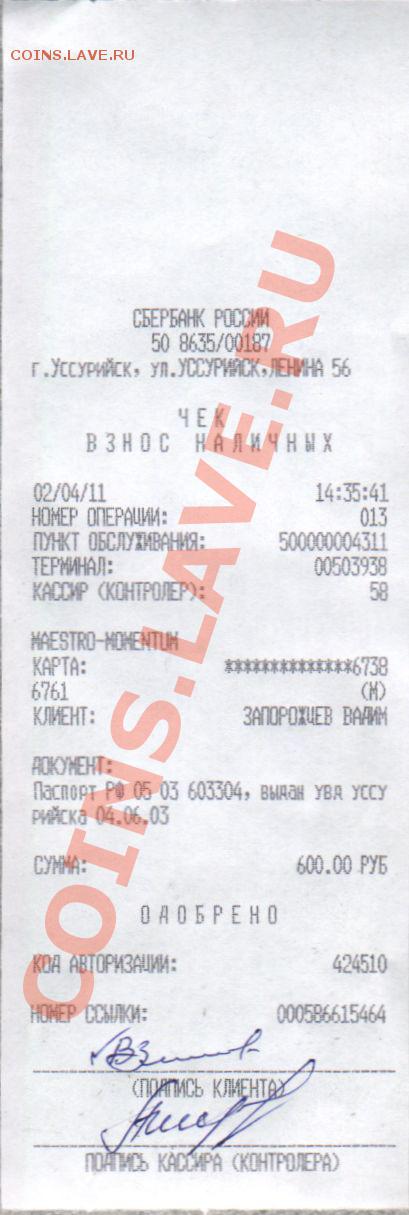 COINS.LAVE.RU
СБЕРБАНК РОССИИ
50 8635/00187
г.Уссурийск, ул.УССУРИЙСК,ЛЕНИНА 56
ЧЕК
ВЗНОС НАЛИЧНЫХ
02/04/11 14:35:41
НОМЕР ОПЕРАЦИИ: 013
ПУНКТ ОБСЛУЖИВАНИЯ: 500000004311
ТЕРМИНАЛ: 00503938
КАССИР (КОНТРОЛЕР): 58
MAESTRO-MOMENTUM
КАРТА: **************6738
6761 (М)
КЛИЕНТ: ЗАПОРОЖЦЕВ ВАДИМ
ДОКУМЕНТ:
Паспорт РФ 05 03 603304, выдан увд уссу
рийска 04.06.03
СУММА: 600.00 РУБ
ОДОБРЕНО
КОД АВТОРИЗАЦИИ: 424510
НОМЕР ССЫЛКИ: 000586615464
(ПОДПИСЬ КЛИЕНТА)
ПОДПИСЬ КАССИРА (КОНТРОЛЕРА)
COINS.LAVE.RU